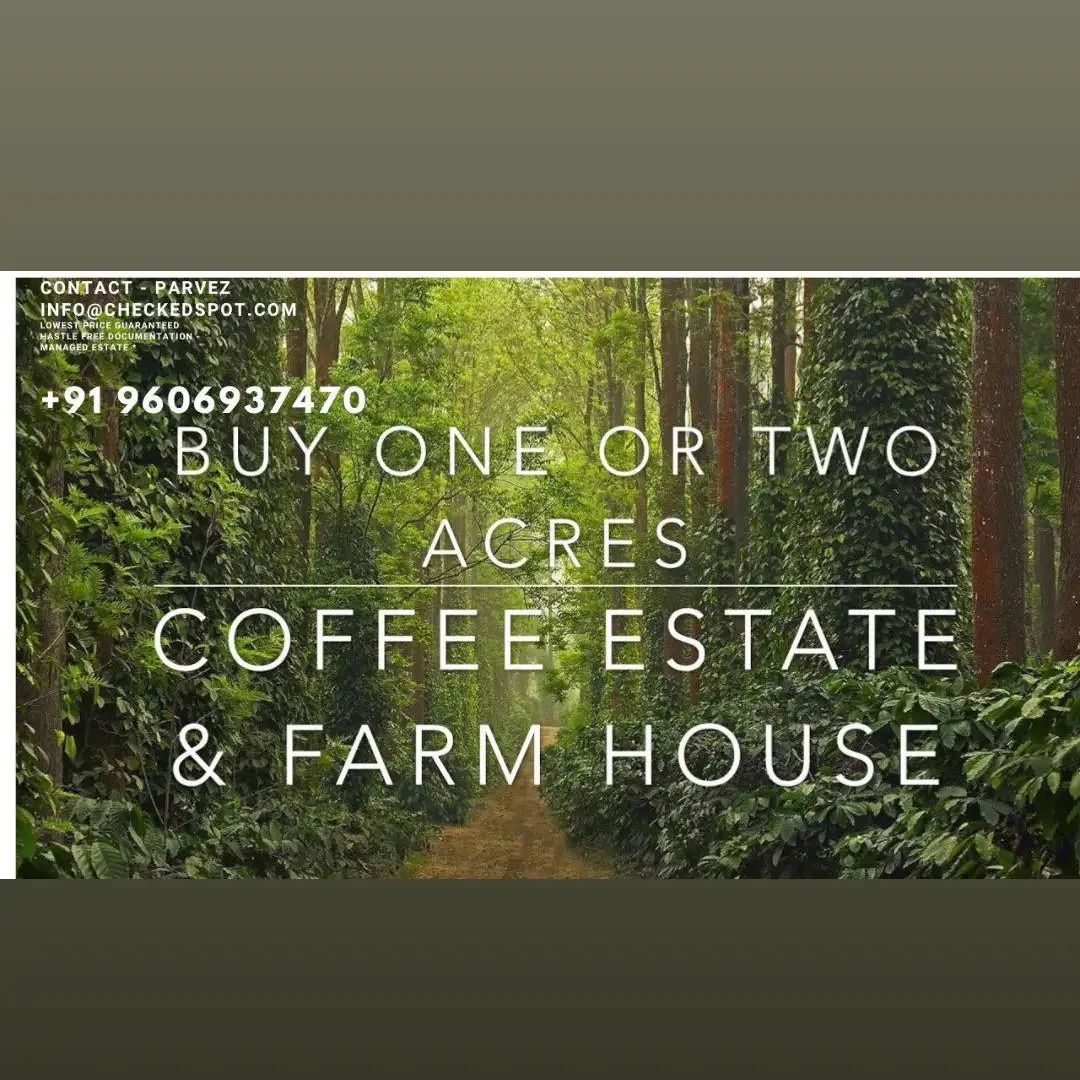 CONTACT - PARVEZ
INFO@CHECKEDSPOT.COM
LOWEST PRICE GUARANTEED
HASTLE FREE DOCUMENTATION -
MANAGED ESTATE *
+91 9606937470
BUY ONE OR TWO
ACRES
COFFEE ESTATE
& FARM HOUSE